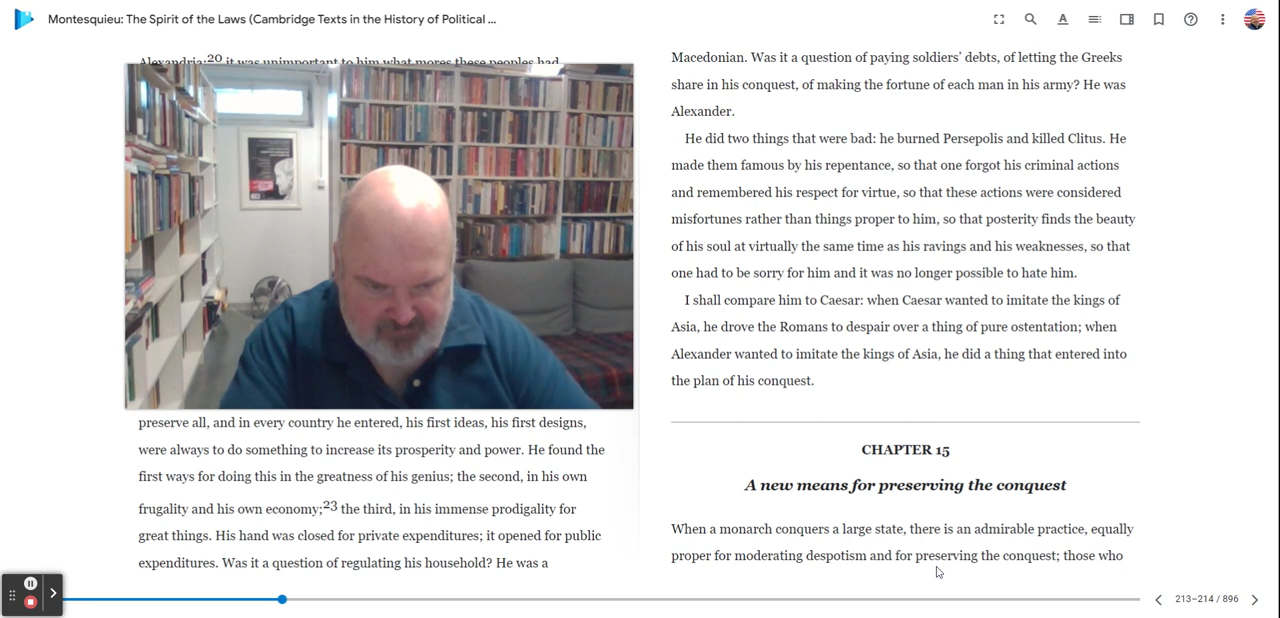 Montesquieu: The Spirit of the Laws (Cambridge Texts in the History of Political ...
Alexandria;20 it was unimportant to him what mores these peoples had
preserve all, and in every country he entered, his first ideas, his first designs,
were always to do something to increase its prosperity and power. He found the
first ways for doing this in the greatness of his genius; the second, in his own
frugality and his own economy;23 the third, in his immense prodigality for
great things. His hand was closed for private expenditures; it opened for public
expenditures. Was it a question of regulating his household? He was a
Macedonian. Was it a question of paying soldiers’ debts, of letting the Greeks
share in his conquest, of making the fortune of each man in his army? He was
Alexander.
He did two things that were bad: he burned Persepolis and killed Clitus. He
made them famous by his repentance, so that one forgot his criminal actions
and remembered his respect for virtue, so that these actions were considered
misfortunes rather than things proper to him, so that posterity finds the beauty
of his soul at virtually the same time as his ravings and his weaknesses, so that
one had to be sorry for him and it was no longer possible to hate him.
I shall compare him to Caesar: when Caesar wanted to imitate the kings of
Asia, he drove the Romans to despair over a thing of pure ostentation; when
Alexander wanted to imitate the kings of Asia, he did a thing that entered into
the plan of his conquest.
CHAPTER 15
A new means for preserving the conquest
When a monarch conquers a large state, there is an admirable practice, equally
proper for moderating despotism and for preserving the conquest; those who
213–214 / 896